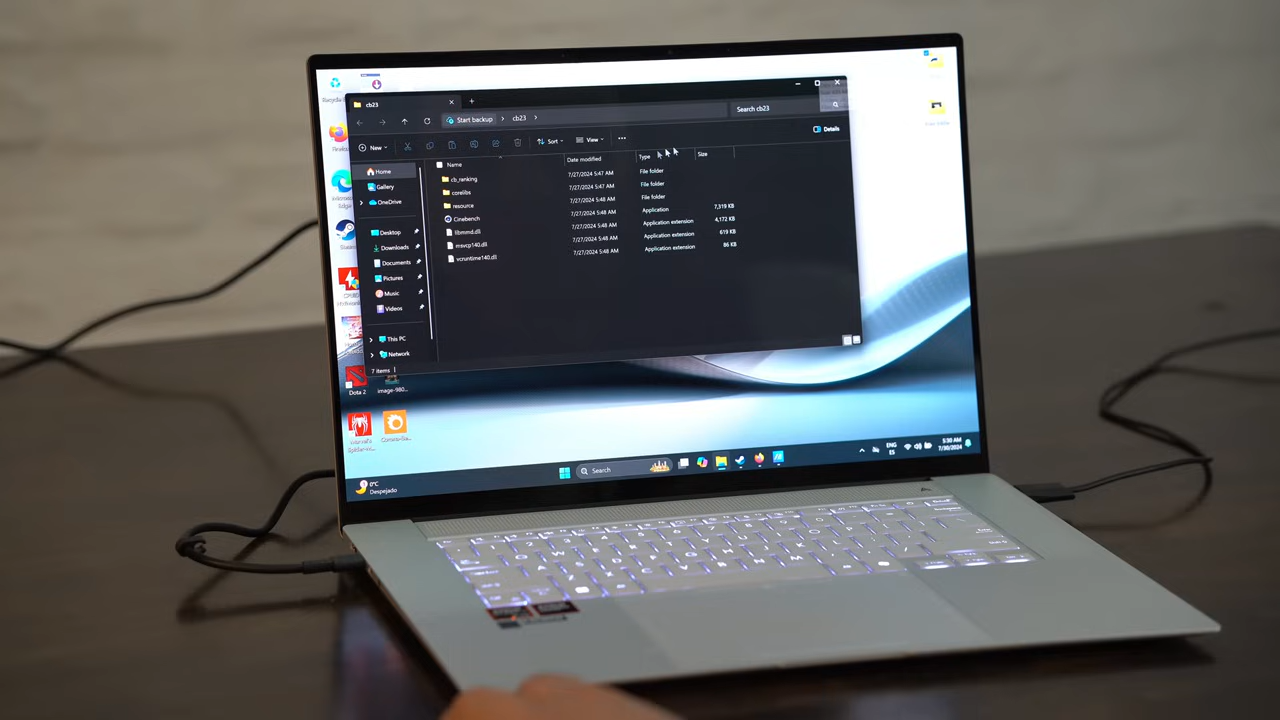 cb23
Start backup > cb23 >
Search cb23
New
Sort
View
Details
Name
Date modified
Type
Size
cb_ranking
7/27/2024 5:47 AM
File folder
corelibs
7/27/2024 5:47 AM
File folder
resource
7/27/2024 5:48 AM
File folder
Cinebench
7/27/2024 5:48 AM
Application
7,319 KB
libmmd.dll
7/27/2024 5:48 AM
Application extension
4,172 KB
msvcp140.dll
7/27/2024 5:48 AM
Application extension
619 KB
vcruntime140.dll
7/27/2024 5:48 AM
Application extension
86 KB
Home
Gallery
OneDrive
Desktop
Downloads
Documents
Pictures
Music
Videos
This PC
Network
7 items
Dota 2
image-980...
0°C
Despejado
Search
ENG
ES
5:30 AM
7/30/2024